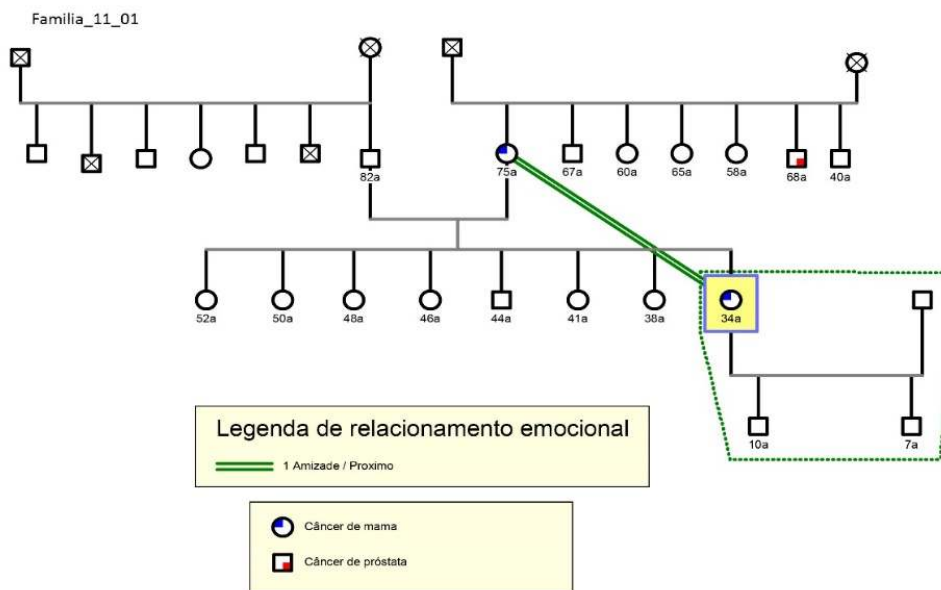 Familia_11_01
82a
75a 67a 60a 65a 58a 68a 40a
52a 50a 48a 46a 44a 41a 38a 34a
10a 7a
Legenda de relacionamento emocional
1 Amizade / Proximo
Câncer de mama
Câncer de próstata